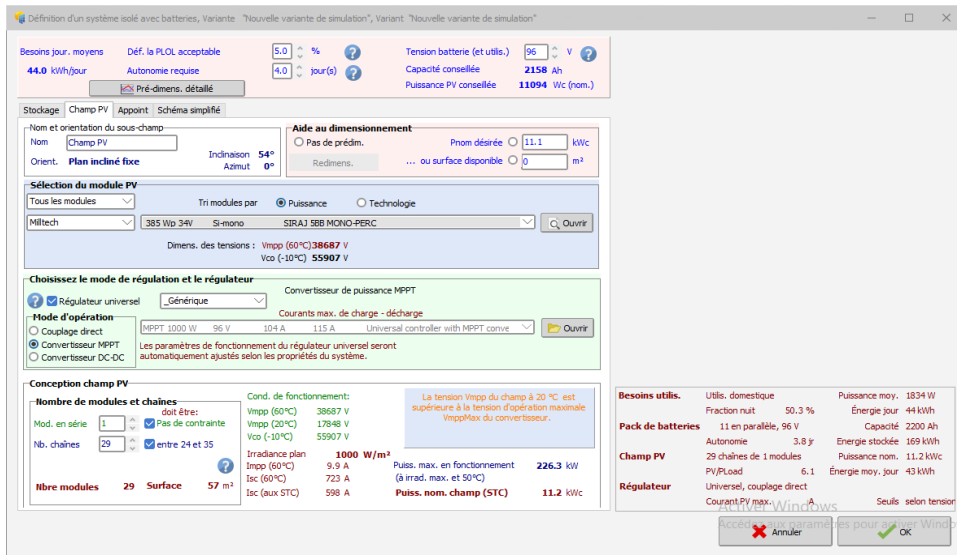 Définition d'un système isolé avec batteries, Variante "Nouvelle variante de simulation", Variant "Nouvelle variante de simulation"
Besoins jour. moyens Déf. la PLOL acceptable 5.0 % ? Tension batterie (et utilis.) 96 V ?
44.0 kWh/jour Autonomie requise 4.0 jour(s) ? Capacité conseillée 2158 Ah
Pré-dimens. détaillé Puissance PV conseillée 11094 Wc (nom.)
Stockage Champ PV Appoint Schéma simplifié
Nom et orientation du sous-champ
Nom Champ PV
Orient. Plan incliné fixe Inclinaison 54°
Azimut 0°
Aide au dimensionnement
Pas de prédim. Pnom désirée 11.1 kWc
Redimens. ... ou surface disponible 0 m²
Sélection du module PV
Tous les modules Tri modules par Puissance Technologie
Milltech 385 Wp 34V Si-mono SIRAJ 5BB MONO-PERC Ouvrir
Dimens. des tensions : Vmpp (60°C)38687 V
Vco (-10°C) 55907 V
Choisissez le mode de régulation et le régulateur
? Régulateur universel _Générique Convertisseur de puissance MPPT
Mode d'opération Courants max. de charge - décharge
Couplage direct MPPT 1000 W 96 V 104 A 115 A Universal controller with MPPT conve Ouvrir
Convertisseur MPPT Les paramètres de fonctionnement du régulateur universel seront
Convertisseur DC-DC automatiquement ajustés selon les propriétés du système.
Conception champ PV
Nombre de modules et chaînes
doit être:
Mod. en série 1 Pas de contrainte
Nb. chaînes 29 entre 24 et 35
?
Nbre modules 29 Surface 57 m²
Cond. de fonctionnement:
Vmpp (60°C) 38687 V
Vmpp (20°C) 17848 V
Vco (-10°C) 55907 V
La tension Vmpp du champ à 20 °C est
supérieure à la tension d'opération maximale
VmppMax du convertisseur.
Irradiance plan 1000 W/m²
Impp (60°C) 9.9 A Puiss. max. en fonctionnement 226.3 kW
Isc (60°C) 723 A (à irrad. max. et 50°C)
Isc (aux STC) 598 A Puiss. nom. champ (STC) 11.2 kWc
Besoins utilis. Utilis. domestique Puissance moy. 1834 W
Fraction nuit 50.3 % Énergie jour 44 kWh
Pack de batteries 11 en parallèle, 96 V Capacité 2200 Ah
Autonomie 3.8 jr Energie stockée 169 kWh
Champ PV 29 chaînes de 1 modules Puissance nom. 11.2 kWc
PV/PLoad 6.1 Énergie moy. jour 43 kWh
Régulateur Universel, couplage direct
Courant PV max. A Seuils selon tension
Activer Windows
Accédez aux paramètres pour activer Windo
Annuler OK